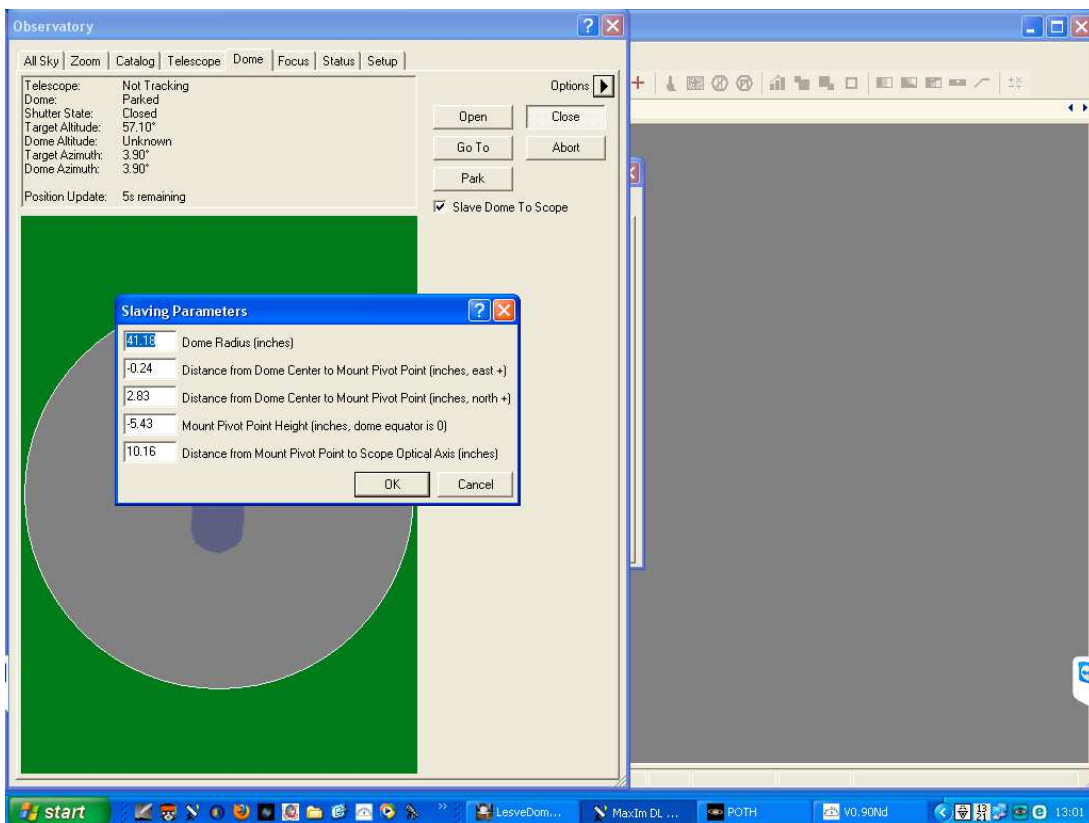 Observatory
All Sky Zoom Catalog Telescope Dome Focus Status Setup
Telescope: Not Tracking
Dome: Parked
Shutter State: Closed
Target Altitude: 57.10°
Dome Altitude: Unknown
Target Azimuth: 3.90°
Dome Azimuth: 3.90°
Position Update: 5s remaining
Options
Open Close
Go To Abort
Park
Slave Dome To Scope
Slaving Parameters
41.18 Dome Radius (inches)
-0.24 Distance from Dome Center to Mount Pivot Point (inches, east +)
2.83 Distance from Dome Center to Mount Pivot Point (inches, north +)
-5.43 Mount Pivot Point Height (inches, dome equator is 0)
10.16 Distance from Mount Pivot Point to Scope Optical Axis (inches)
OK Cancel
start LesveDom... MaxIm DL ... POTH V0.90Nd 13:01